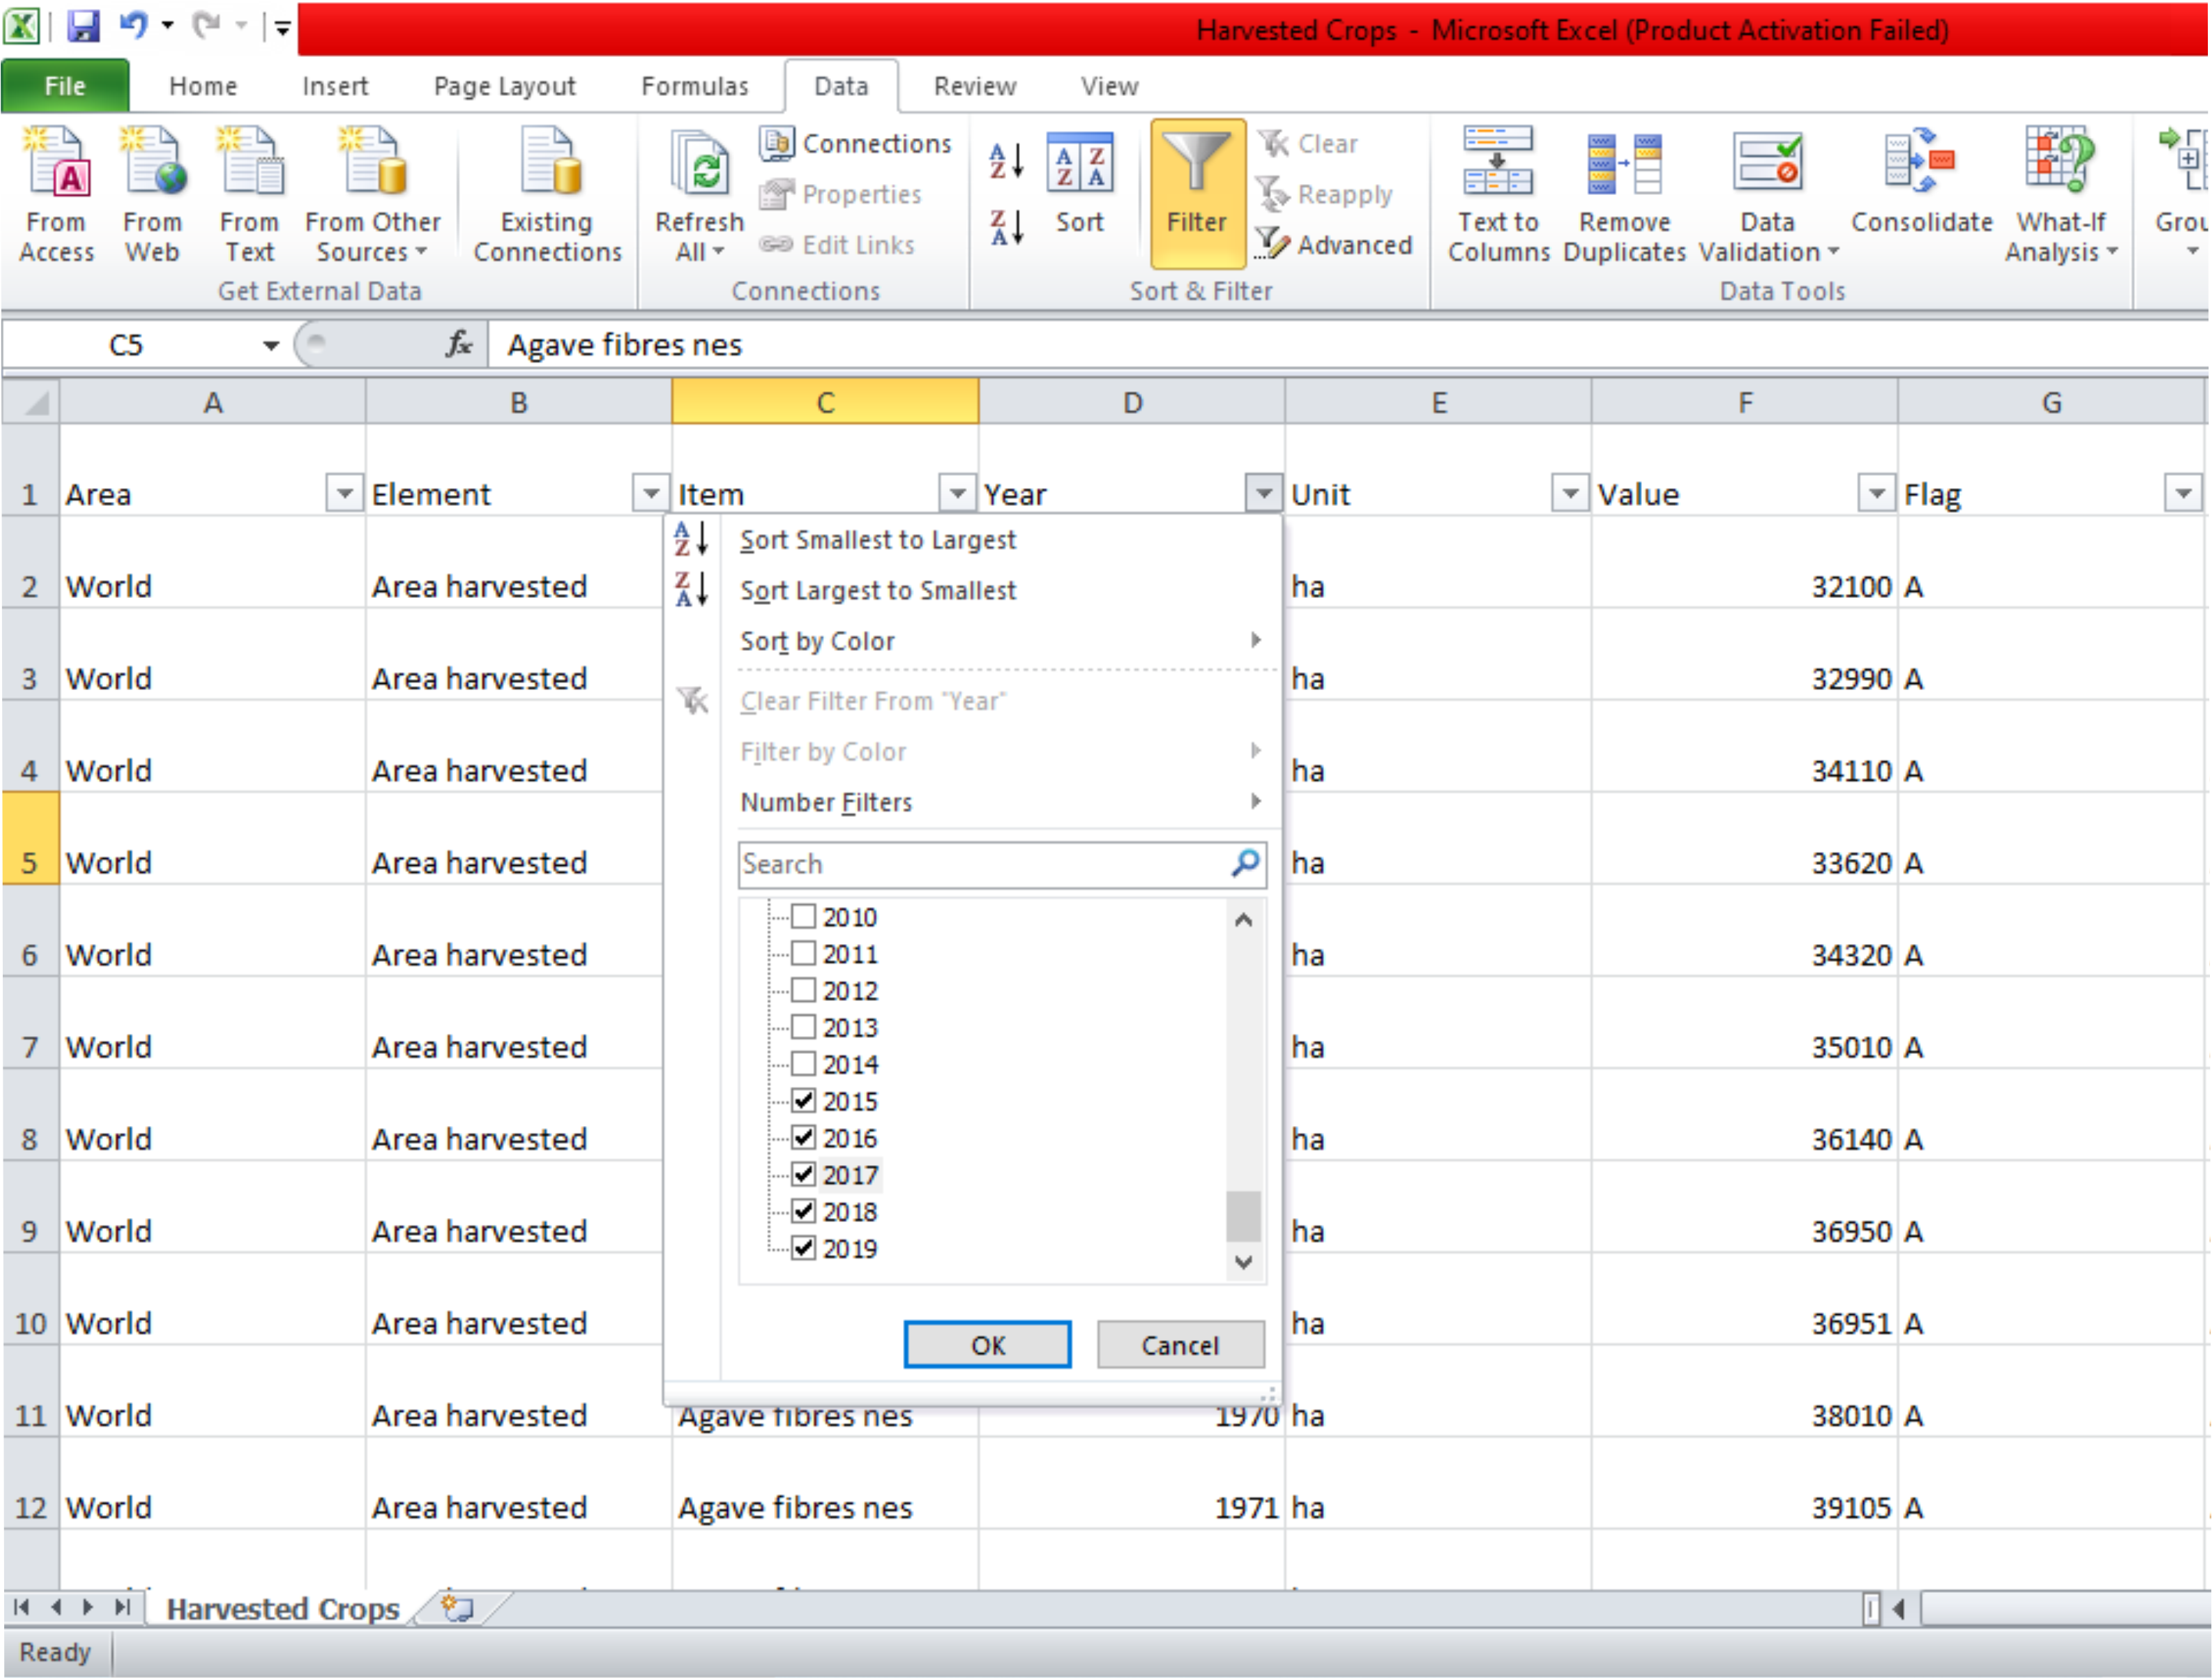 Harvested Crops - Microsoft Excel (Product Activation Failed)
File Home Insert Page Layout Formulas Data Review View
From Access From Web From Text From Other Sources Existing Connections Refresh All Connections Properties Edit Links Sort Filter Clear Reapply Advanced Text to Columns Remove Duplicates Data Validation Consolidate What-If Analysis
Get External Data Connections Sort & Filter Data Tools
C5 fx Agave fibres nes
A B C D E F G
1 Area Element Item Year Unit Value Flag
Sort Smallest to Largest
2 World Area harvested Sort Largest to Smallest ha 32100 A
Sort by Color
3 World Area harvested ha 32990 A
Clear Filter From "Year"
Filter by Color
4 World Area harvested ha 34110 A
Number Filters
5 World Area harvested Search ha 33620 A
2010
6 World Area harvested 2011 ha 34320 A
2012
2013
7 World Area harvested ha 35010 A
2014
2015
8 World Area harvested 2016 ha 36140 A
2017
2018
9 World Area harvested ha 36950 A
2019
10 World Area harvested ha 36951 A
OK Cancel
11 World Area harvested Agave fibres nes 1970 ha 38010 A
12 World Area harvested Agave fibres nes 1971 ha 39105 A
Harvested Crops
Ready